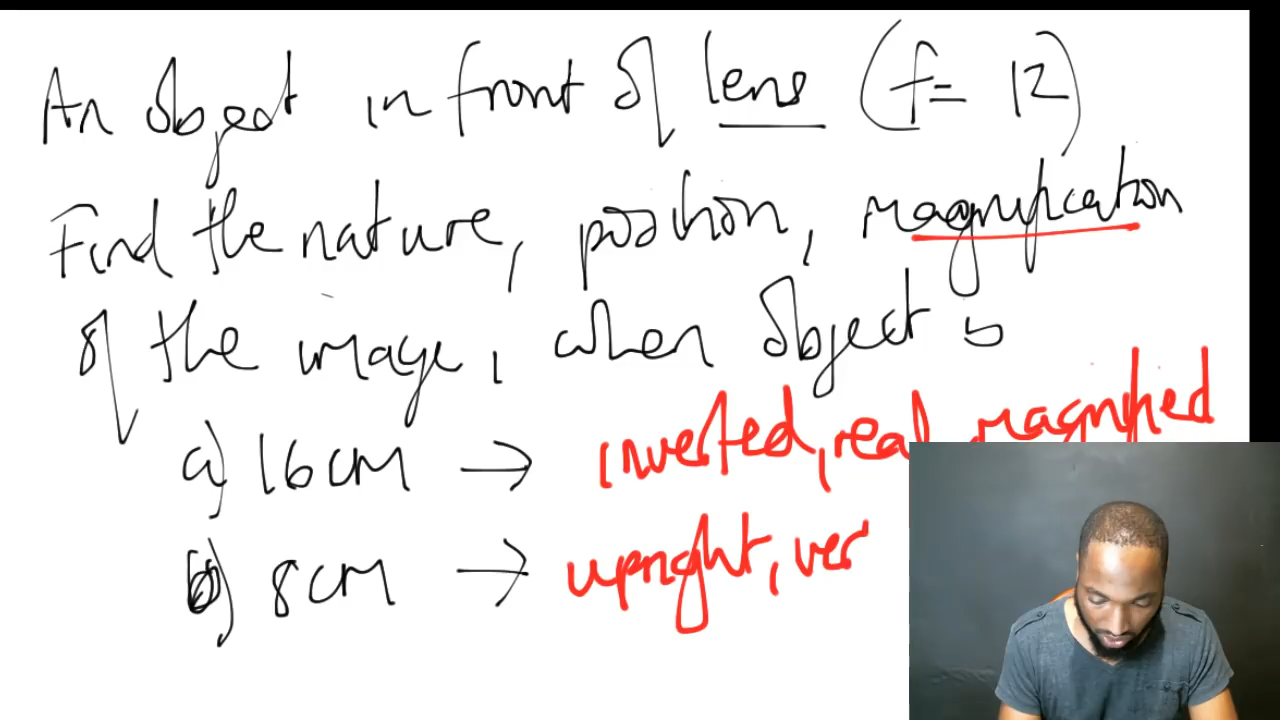 An object in front of lens (f= 12)
Find the nature, position, magnification
of the image, when object is
a) 16cm → inverted, real, magnified
b) 8cm → upright, ver